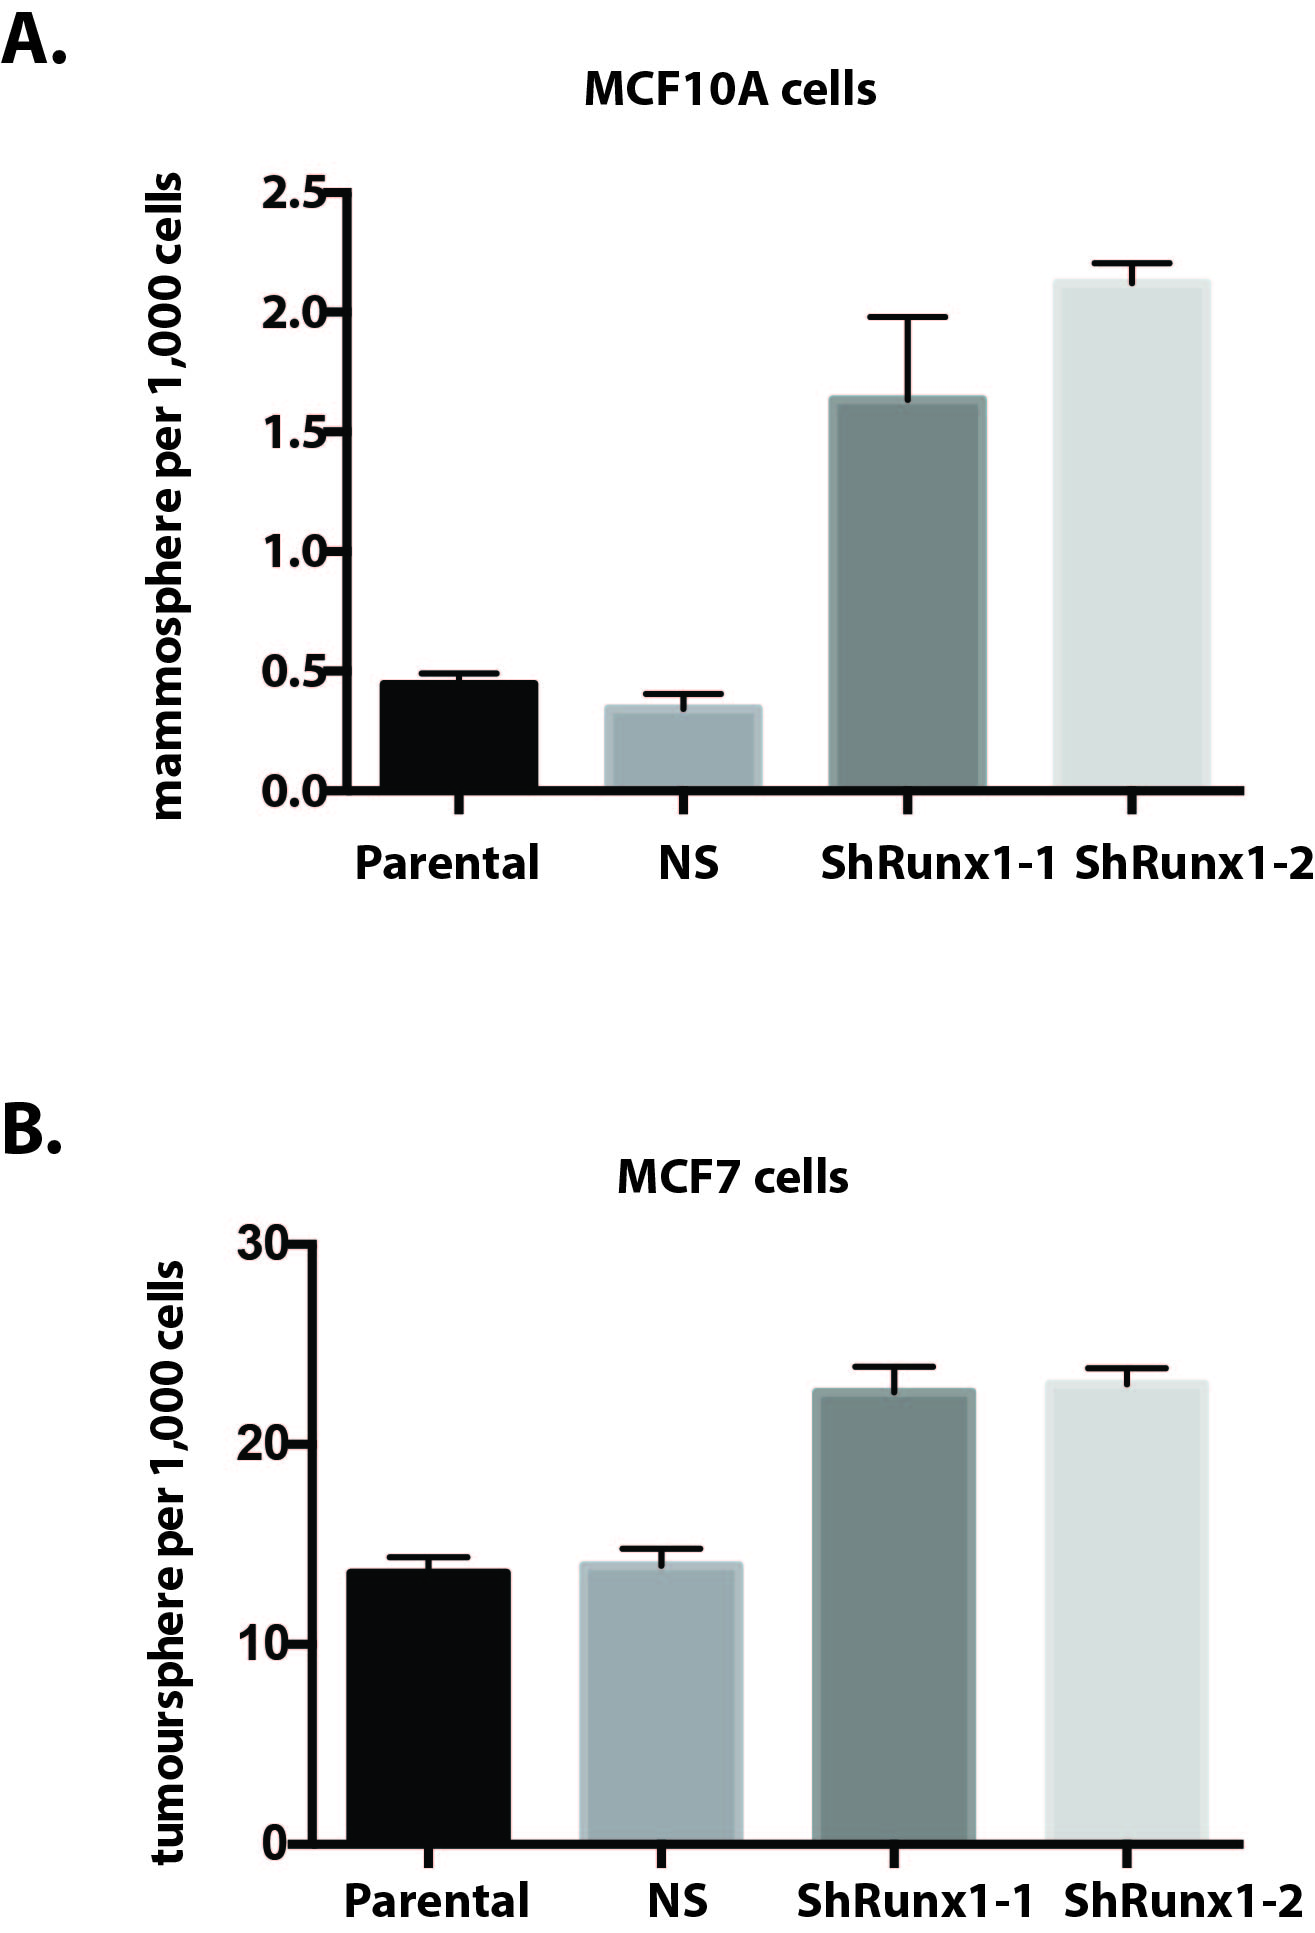 A.
MCF10A cells
mammosphere per 1,000 cells
2.5
2.0
1.5
1.0
0.5
0.0
Parental NS ShRunx1-1 ShRunx1-2
B.
MCF7 cells
tumoursphere per 1,000 cells
30
20
10
0
Parental NS ShRunx1-1 ShRunx1-2